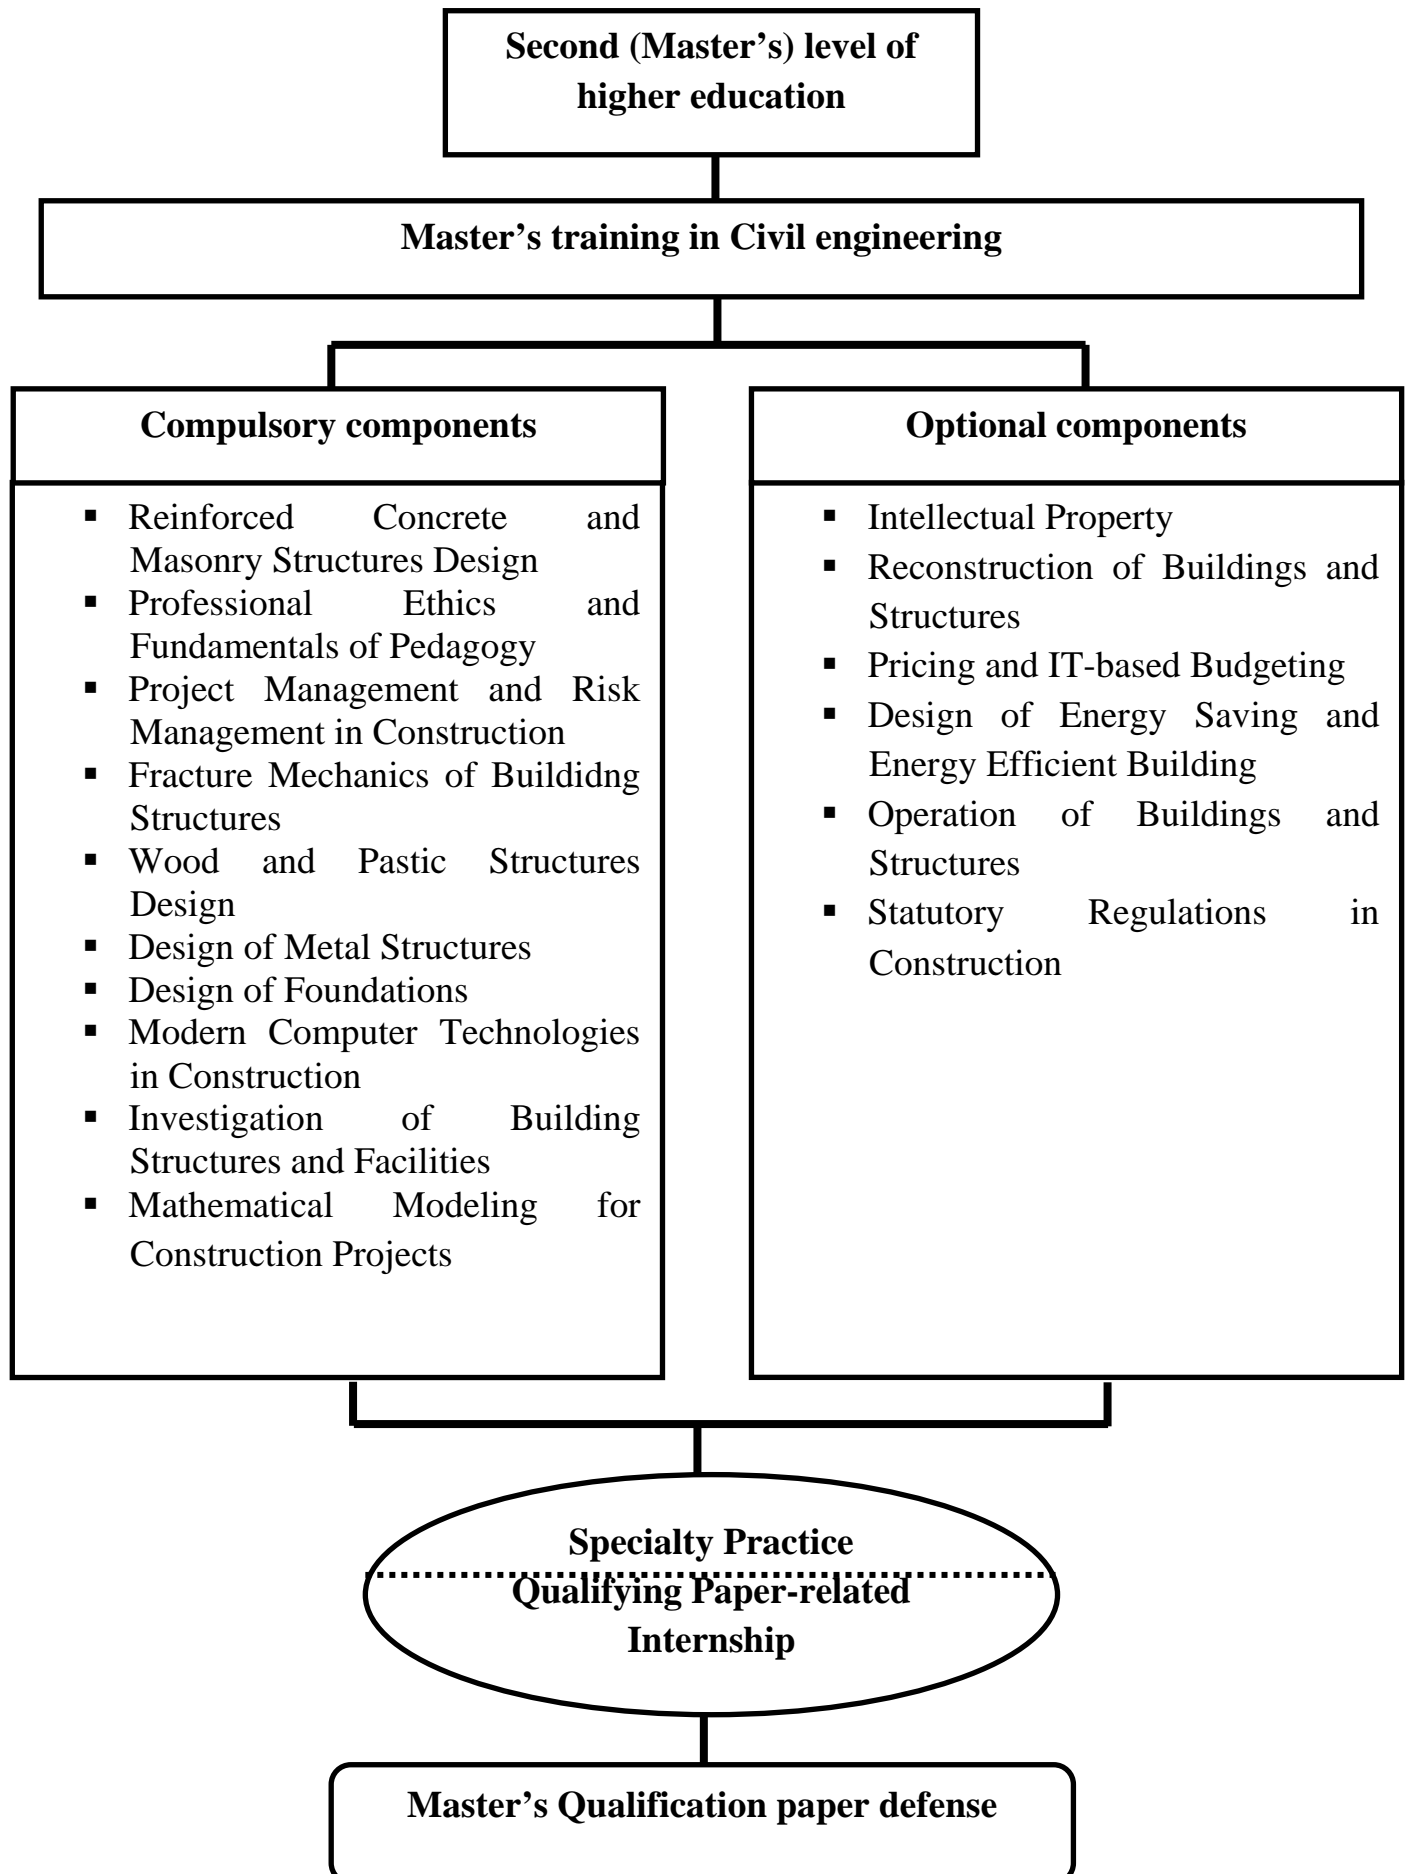 Second (Master’s) level of
higher education
Master’s training in Civil engineering
Compulsory components
▪ Reinforced Concrete and
Masonry Structures Design
▪ Professional Ethics and
Fundamentals of Pedagogy
▪ Project Management and Risk
Management in Construction
▪ Fracture Mechanics of Buildidng
Structures
▪ Wood and Pastic Structures
Design
▪ Design of Metal Structures
▪ Design of Foundations
▪ Modern Computer Technologies
in Construction
▪ Investigation of Building
Structures and Facilities
▪ Mathematical Modeling for
Construction Projects
Optional components
▪ Intellectual Property
▪ Reconstruction of Buildings and
Structures
▪ Pricing and IT-based Budgeting
▪ Design of Energy Saving and
Energy Efficient Building
▪ Operation of Buildings and
Structures
▪ Statutory Regulations in
Construction
Specialty Practice
Qualifying Paper-related
Internship
Master’s Qualification paper defense